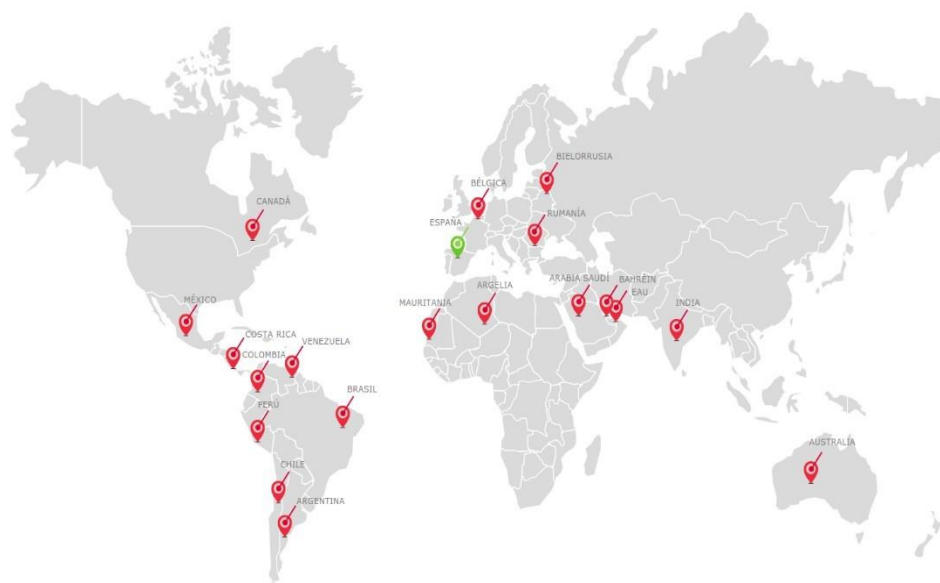 BIELORRUSIA
BÉLGICA
CANADÀ
RUMANÍA
ESPAÑA
ARABIA SAUDÍ
BAHRÉIN
ARGELIA
EAU
MÉXICO
MAURITANIA
INDIA
COSTA RICA
VENEZUELA
COLOMBIA
BRASIL
PERÚ
AUSTRALIA
CHILE
ARGENTINA